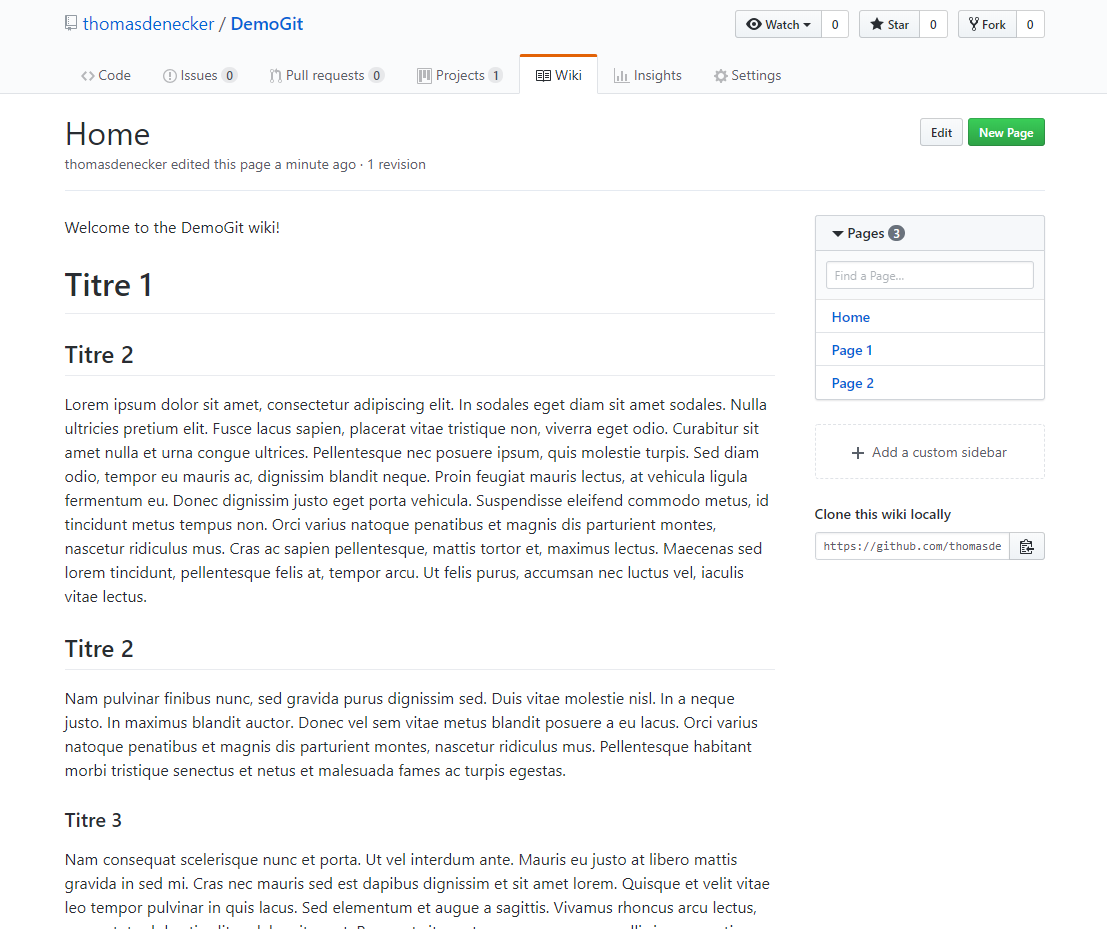 thomasdenecker / DemoGit
Watch 0 Star 0 Fork 0
Code Issues 0 Pull requests 0 Projects 1 Wiki Insights Settings
Home
Edit New Page
thomasdenecker edited this page a minute ago · 1 revision
Welcome to the DemoGit wiki!
Titre 1
Titre 2
Lorem ipsum dolor sit amet, consectetur adipiscing elit. In sodales eget diam sit amet sodales. Nulla
ultricies pretium elit. Fusce lacus sapien, placerat vitae tristique non, viverra eget odio. Curabitur sit
amet nulla et urna congue ultrices. Pellentesque nec posuere ipsum, quis molestie turpis. Sed diam
odio, tempor eu mauris ac, dignissim blandit neque. Proin feugiat mauris lectus, at vehicula ligula
fermentum eu. Donec dignissim justo eget porta vehicula. Suspendisse eleifend commodo metus, id
tincidunt metus tempus non. Orci varius natoque penatibus et magnis dis parturient montes,
nascetur ridiculus mus. Cras ac sapien pellentesque, mattis tortor et, maximus lectus. Maecenas sed
lorem tincidunt, pellentesque felis at, tempor arcu. Ut felis purus, accumsan nec luctus vel, iaculis
vitae lectus.
Titre 2
Nam pulvinar finibus nunc, sed gravida purus dignissim sed. Duis vitae molestie nisl. In a neque
justo. In maximus blandit auctor. Donec vel sem vitae metus blandit posuere a eu lacus. Orci varius
natoque penatibus et magnis dis parturient montes, nascetur ridiculus mus. Pellentesque habitant
morbi tristique senectus et netus et malesuada fames ac turpis egestas.
Titre 3
Nam consequat scelerisque nunc et porta. Ut vel interdum ante. Mauris eu justo at libero mattis
gravida in sed mi. Cras nec mauris sed est dapibus dignissim et sit amet lorem. Quisque et velit vitae
leo tempor pulvinar in quis lacus. Sed elementum et augue a sagittis. Vivamus rhoncus arcu lectus,
Pages 3
Find a Page...
Home
Page 1
Page 2
Add a custom sidebar
Clone this wiki locally
https://github.com/thomasde